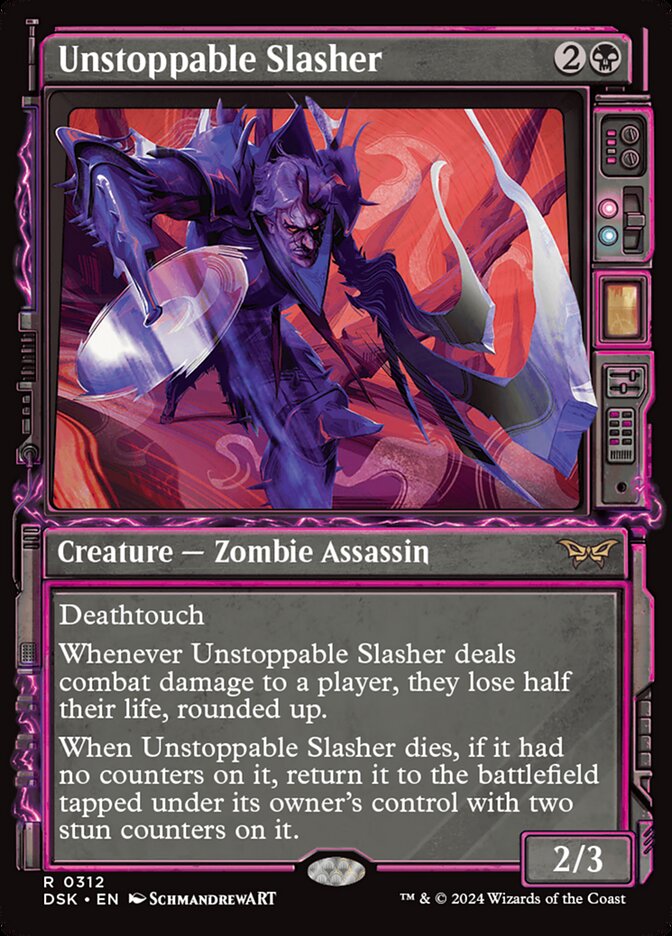 Unstoppable Slasher 2
Creature — Zombie Assassin
Deathtouch
Whenever Unstoppable Slasher deals
combat damage to a player, they lose half
their life, rounded up.
When Unstoppable Slasher dies, if it had
no counters on it, return it to the battlefield
tapped under its owner's control with two
stun counters on it.
2/3
R 0312
DSK • EN SCHMANDREWART
™ & © 2024 Wizards of the Coast